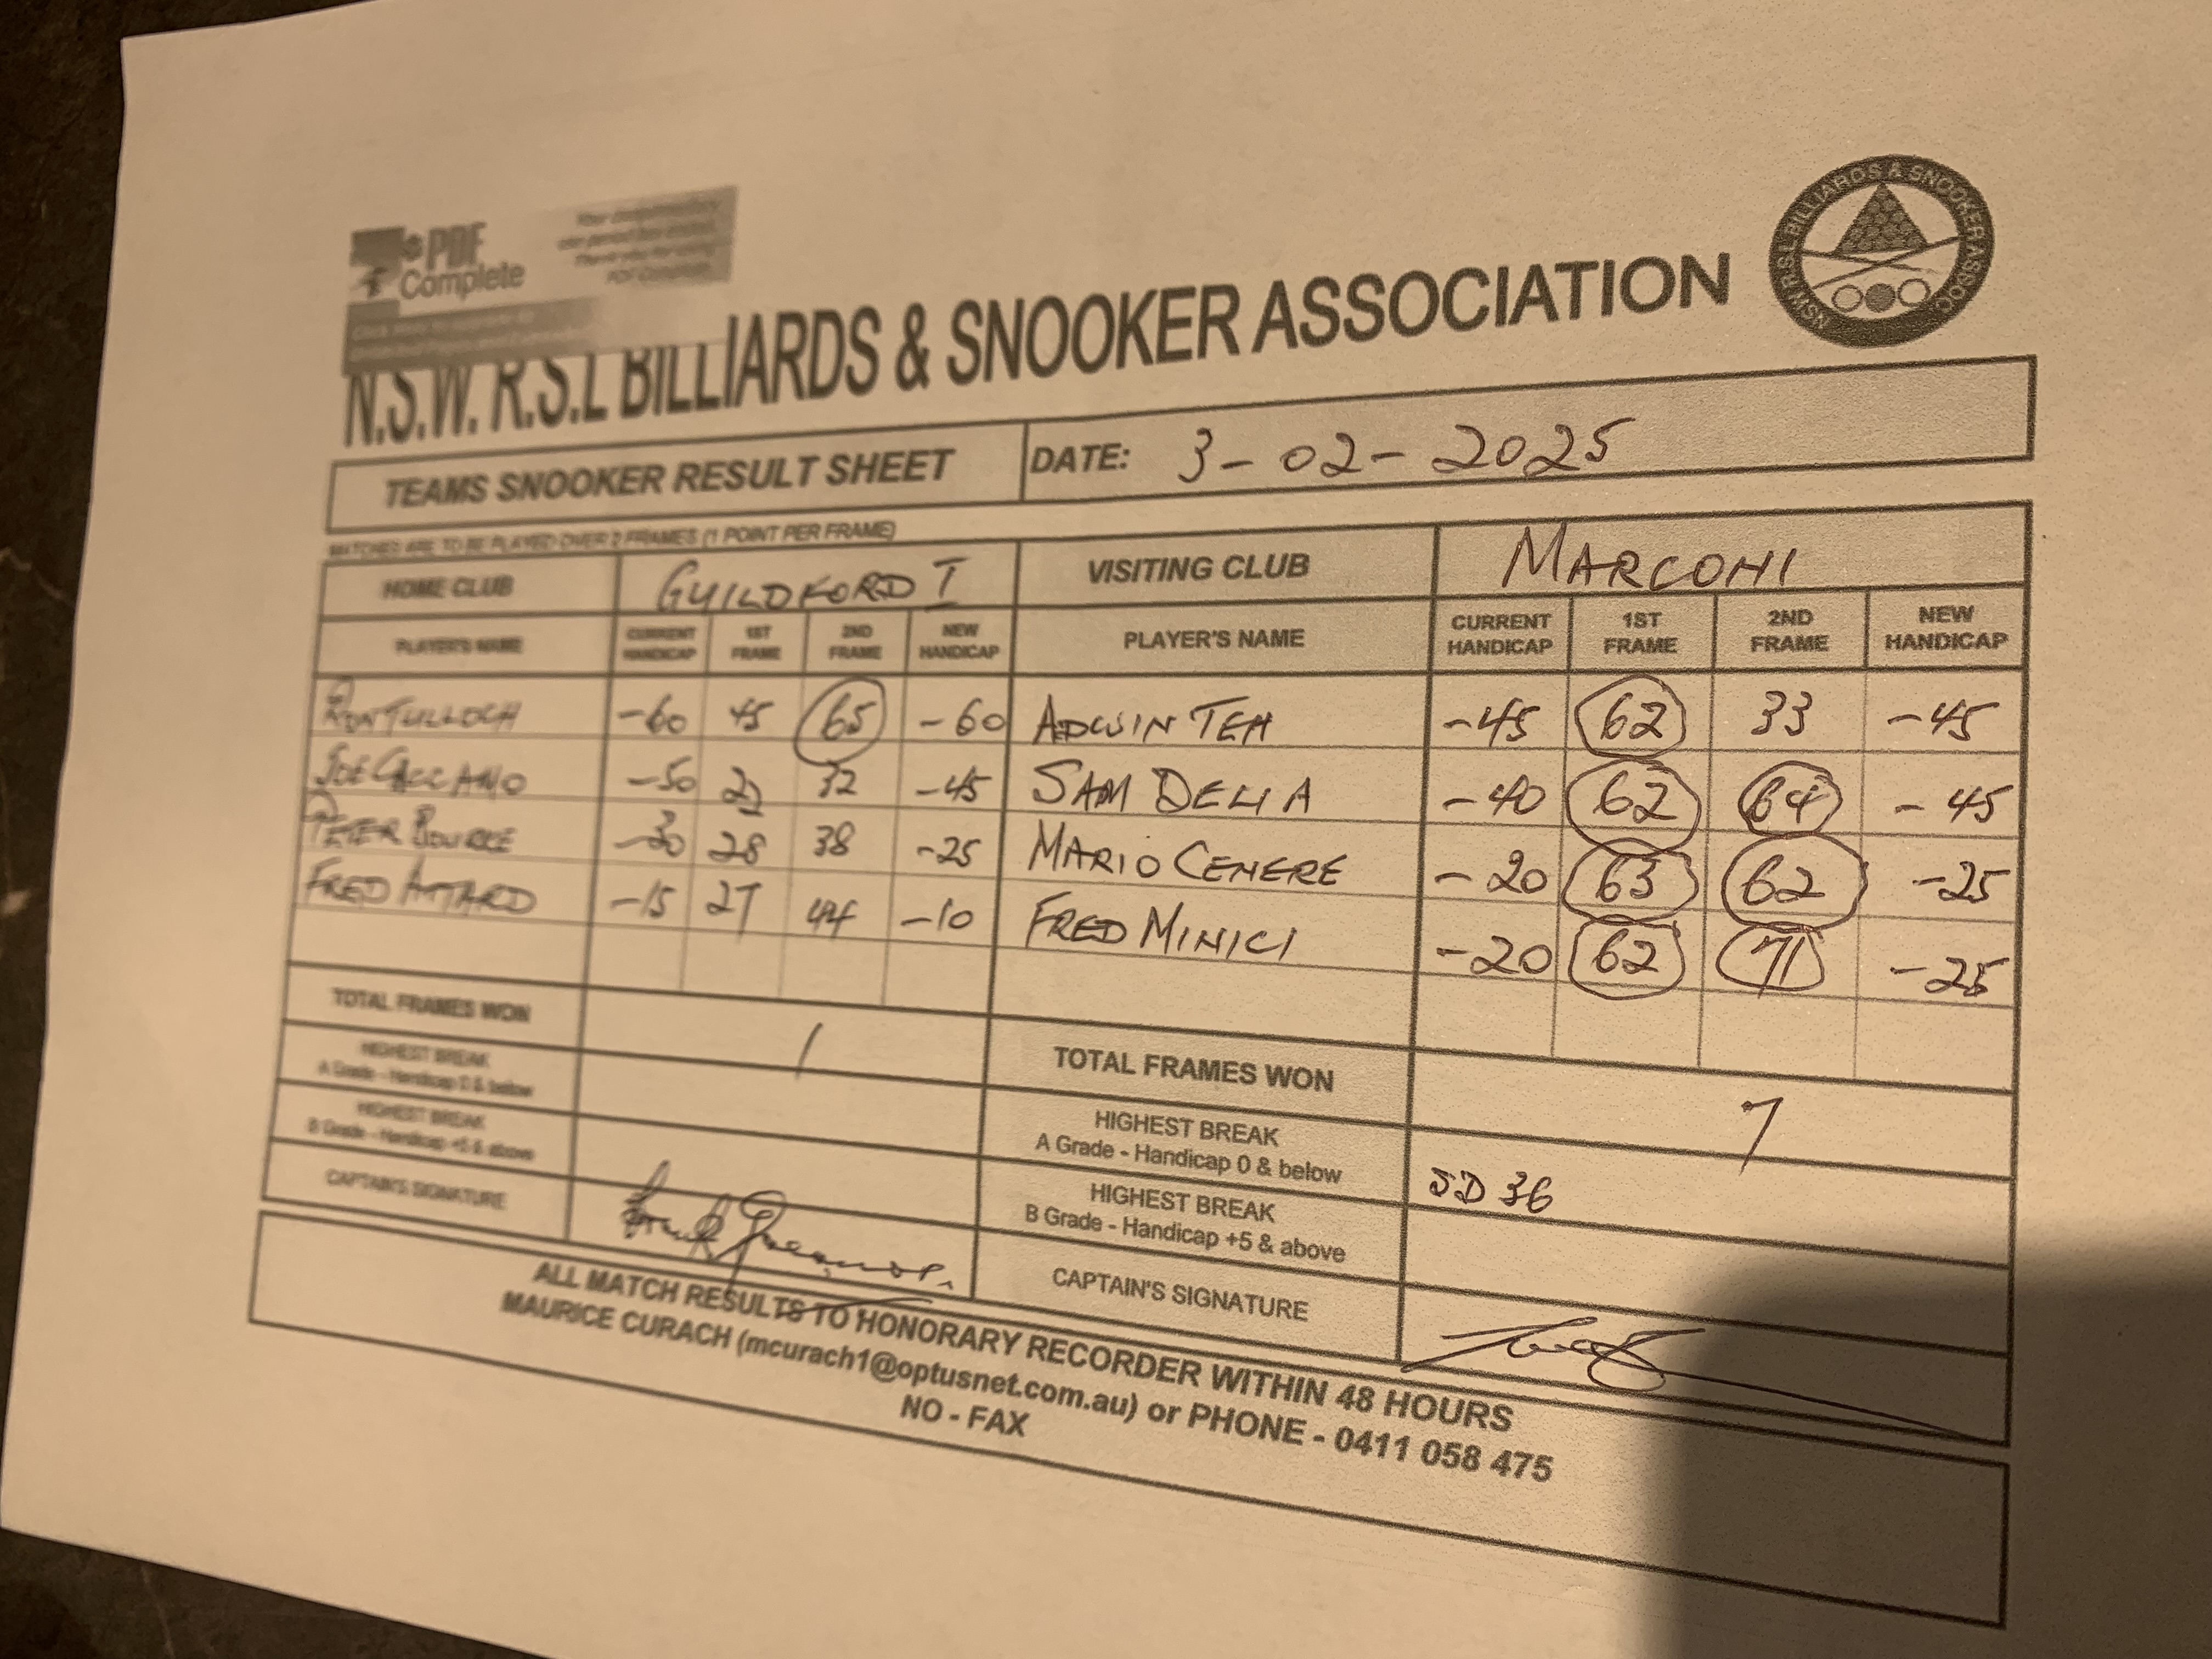 PDF
Complete
N.S.W. R.S.L BILLIARDS & SNOOKER ASSOCIATION
NSW R.S.L BILLIARDS & SNOOKER ASSOC
TEAMS SNOOKER RESULT SHEET DATE: 3-02-2025
MATCHES ARE TO BE PLAYED OVER 2 FRAMES (1 POINT PER FRAME)
HOME CLUB GUILDFORD I VISITING CLUB MARCONI
PLAYER'S NAME CURRENT HANDICAP 1ST FRAME 2ND FRAME NEW HANDICAP PLAYER'S NAME CURRENT HANDICAP 1ST FRAME 2ND FRAME NEW HANDICAP
RON TULLOCH -60 45 65 -60 ADWIN TEH -45 62 33 -45
JOE -50 32 -45 SAM DELIA -40 62 64 -45
PETER BOURKE -30 28 38 -25 MARIO CENERE -20 63 62 -25
FRED ATTARD -15 27 44 -10 FRED MINICI -20 62 71 -25
TOTAL FRAMES WON 1 TOTAL FRAMES WON 7
HIGHEST BREAK
A Grade - Handicap 0 & below
HIGHEST BREAK
A Grade - Handicap 0 & below SD 36
HIGHEST BREAK
B Grade - Handicap +5 & above
HIGHEST BREAK
B Grade - Handicap +5 & above
CAPTAIN'S SIGNATURE CAPTAIN'S SIGNATURE
ALL MATCH RESULTS TO HONORARY RECORDER WITHIN 48 HOURS
MAURICE CURACH (mcurach1@optusnet.com.au) or PHONE - 0411 058 475
NO - FAX